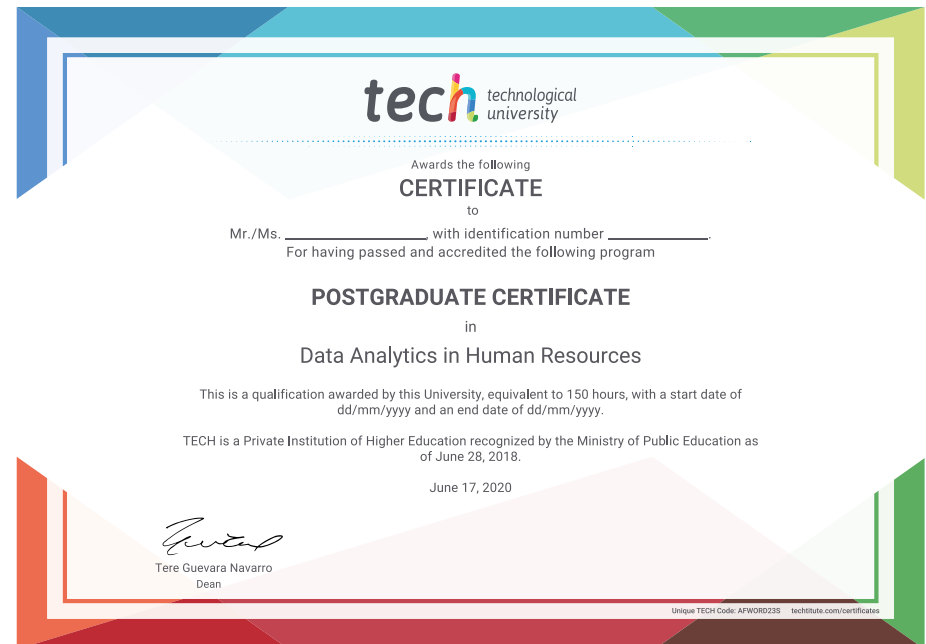 tech technological
university
Awards the following
CERTIFICATE
to
Mr./Ms. ____________________, with identification number ______________.
For having passed and accredited the following program
POSTGRADUATE CERTIFICATE
in
Data Analytics in Human Resources
This is a qualification awarded by this University, equivalent to 150 hours, with a start date of
dd/mm/yyyy and an end date of dd/mm/yyyy.
TECH is a Private Institution of Higher Education recognized by the Ministry of Public Education as
of June 28, 2018.
June 17, 2020
Tere Guevara Navarro
Dean
Unique TECH Code: AFWORD23S techtitute.com/certificates